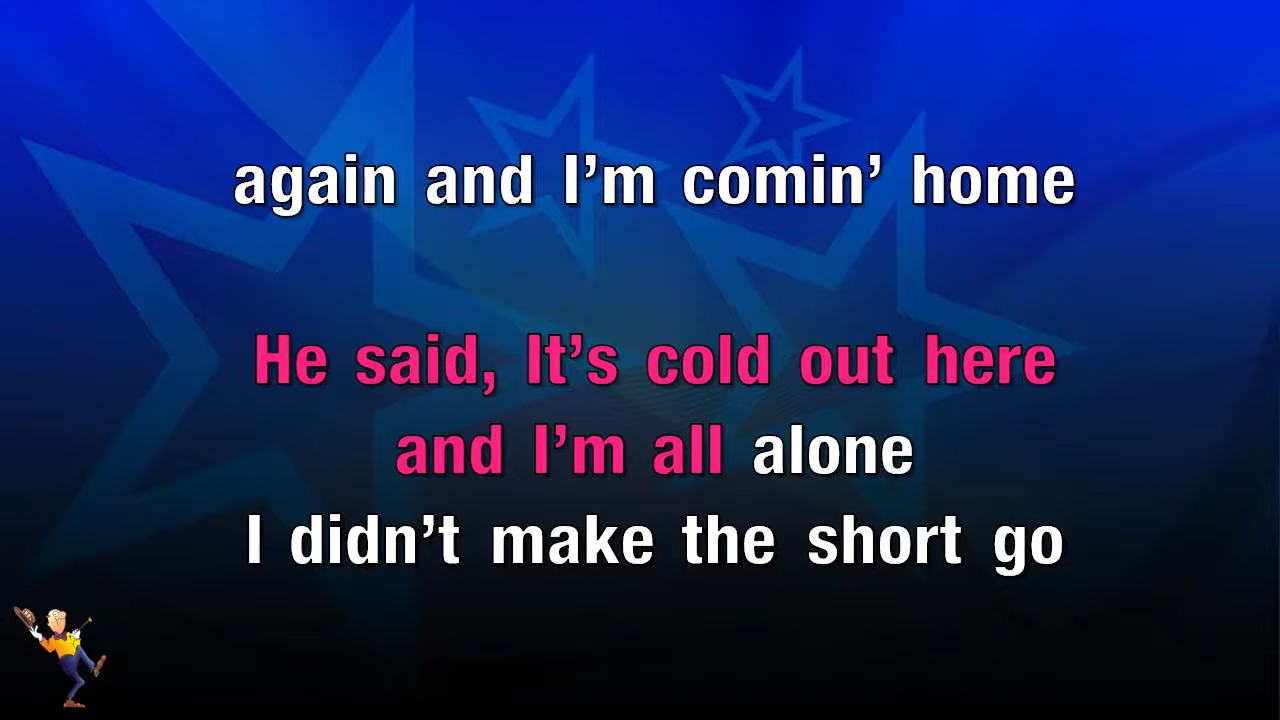 again and I’m comin’ home
He said, It’s cold out here
and I’m all alone
I didn’t make the short go